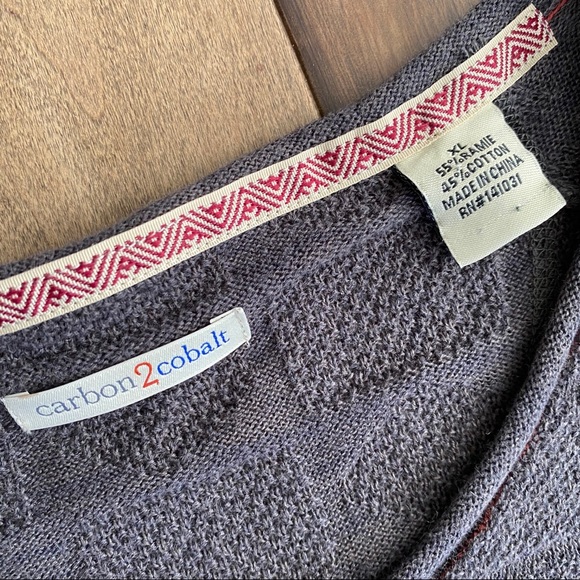 XL
55% RAMIE
45% COTTON
MADE IN CHINA
RN#141031
carbon2cobalt